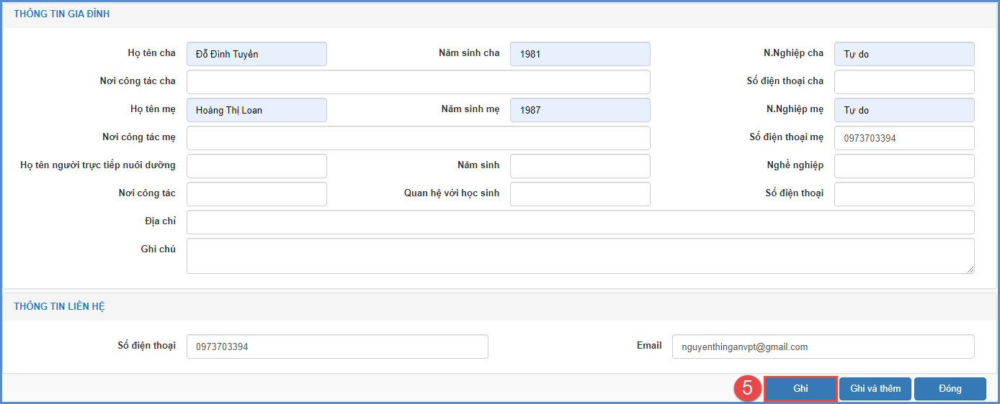 THÔNG TIN GIA ĐÌNH
Họ tên cha Đỗ Đình Tuyển Năm sinh cha 1981 N.Nghiệp cha Tự do
Nơi công tác cha Số điện thoại cha
Họ tên mẹ Hoàng Thị Loan Năm sinh mẹ 1987 N.Nghiệp mẹ Tự do
Nơi công tác mẹ Số điện thoại mẹ 0973703394
Họ tên người trực tiếp nuôi dưỡng Năm sinh Nghề nghiệp
Nơi công tác Quan hệ với học sinh Số điện thoại
Địa chỉ
Ghi chú
THÔNG TIN LIÊN HỆ
Số điện thoại 0973703394 Email nguyenthinganvpt@gmail.com
5 Ghi Ghi và thêm Đóng